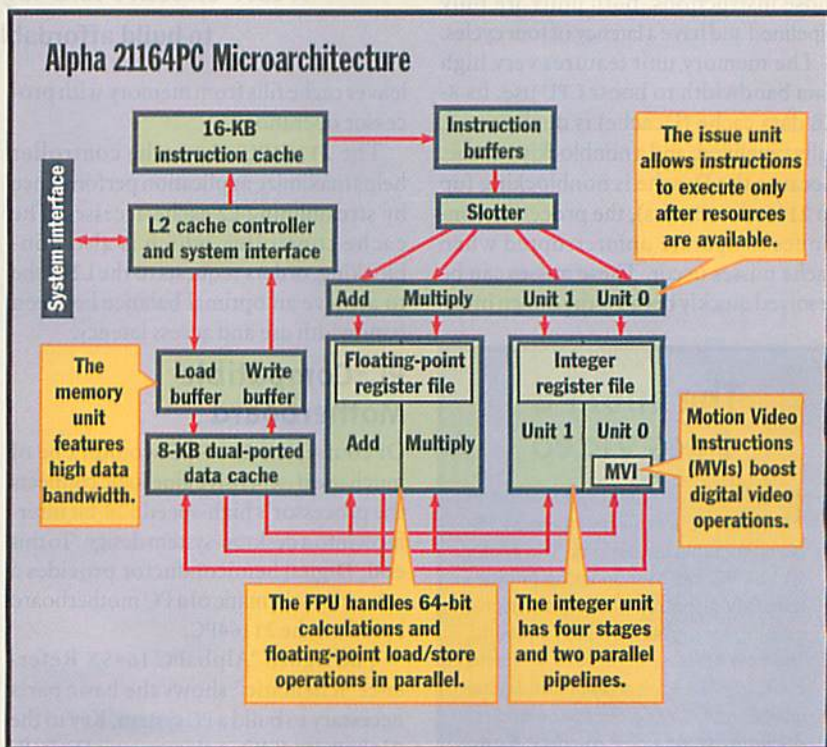 Alpha 21164PC Microarchitecture
System interface
16-KB
instruction cache
L2 cache controller
and system interface
Instruction
buffers
Slotter
The issue unit
allows instructions
to execute only
after resources
are available.
Add Multiply Unit 1 Unit 0
The
memory
unit
features
high data
bandwidth.
Load
buffer
Write
buffer
8-KB dual-ported
data cache
Floating-point
register file
Add Multiply
Integer
register file
Unit 1 Unit 0
MVI
Motion Video
Instructions
(MVIs) boost
digital video
operations.
The FPU handles 64-bit
calculations and
floating-point load/store
operations in parallel.
The integer unit
has four stages
and two parallel
pipelines.